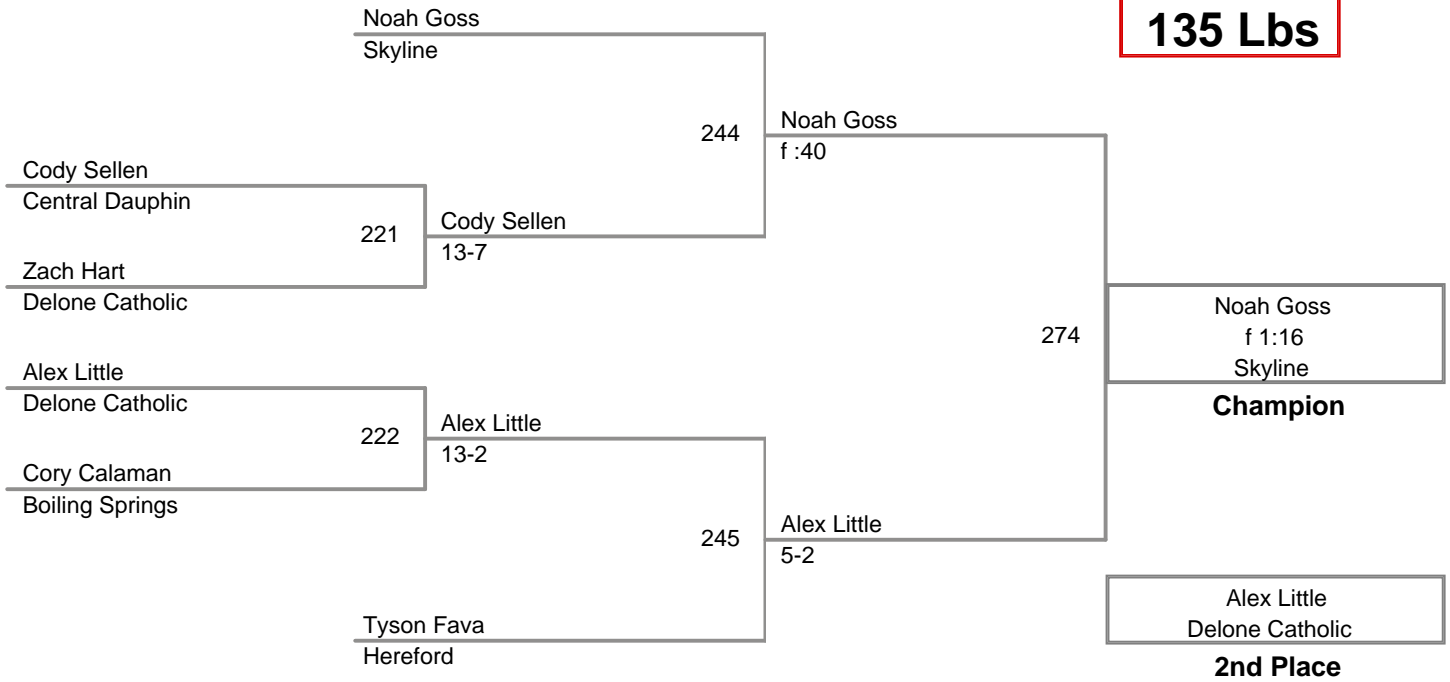 135 Lbs
Noah Goss
Skyline
244
Noah Goss
f :40
Cody Sellen
Central Dauphin
221
Cody Sellen
13-7
Zach Hart
Delone Catholic
274
Noah Goss
f 1:16
Skyline
Champion
Alex Little
Delone Catholic
222
Alex Little
13-2
Cory Calaman
Boiling Springs
245
Alex Little
5-2
Tyson Fava
Hereford
Alex Little
Delone Catholic
2nd Place